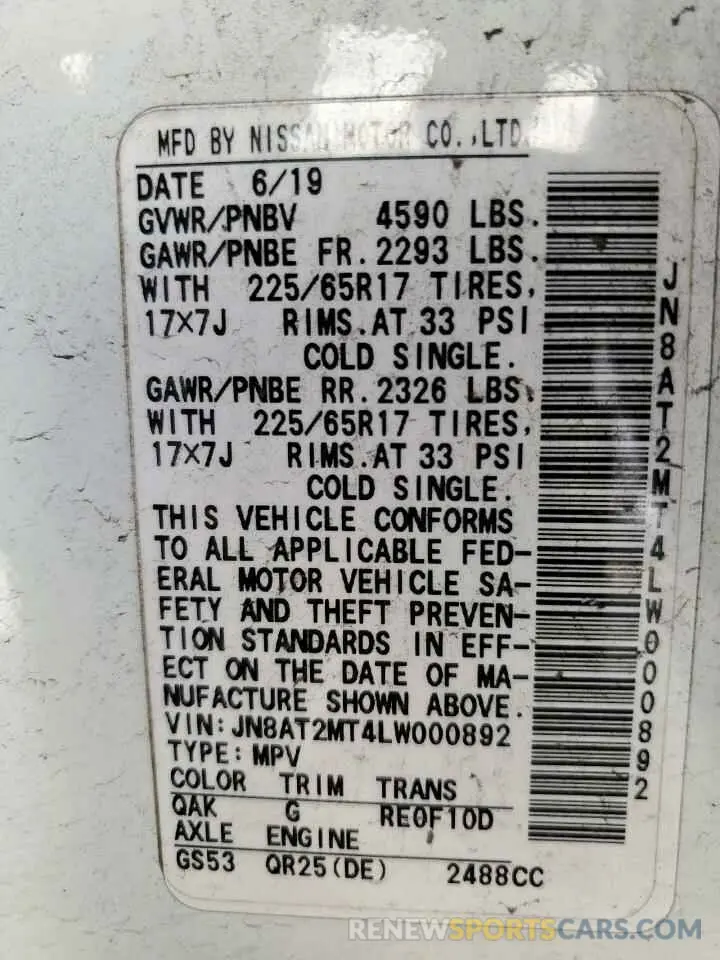 MFD BY NISSAN MOTOR CO.,LTD.
DATE 6/19
GVWR/PNBV 4590 LBS.
GAWR/PNBE FR. 2293 LBS.
WITH 225/65R17 TIRES,
17×7J RIMS.AT 33 PSI
COLD SINGLE.
GAWR/PNBE RR. 2326 LBS.
WITH 225/65R17 TIRES,
17×7J RIMS.AT 33 PSI
COLD SINGLE.
THIS VEHICLE CONFORMS
TO ALL APPLICABLE FED-
ERAL MOTOR VEHICLE SA-
FETY AND THEFT PREVEN-
TION STANDARDS IN EFF-
ECT ON THE DATE OF MA-
NUFACTURE SHOWN ABOVE.
VIN:JN8AT2MT4LW000892
TYPE:MPV
COLOR TRIM TRANS
QAK G RE0F10D
AXLE ENGINE
GS53 QR25(DE) 2488CC
JN8AT2MT4LW000892
RENEWSPORTSCARS.COM